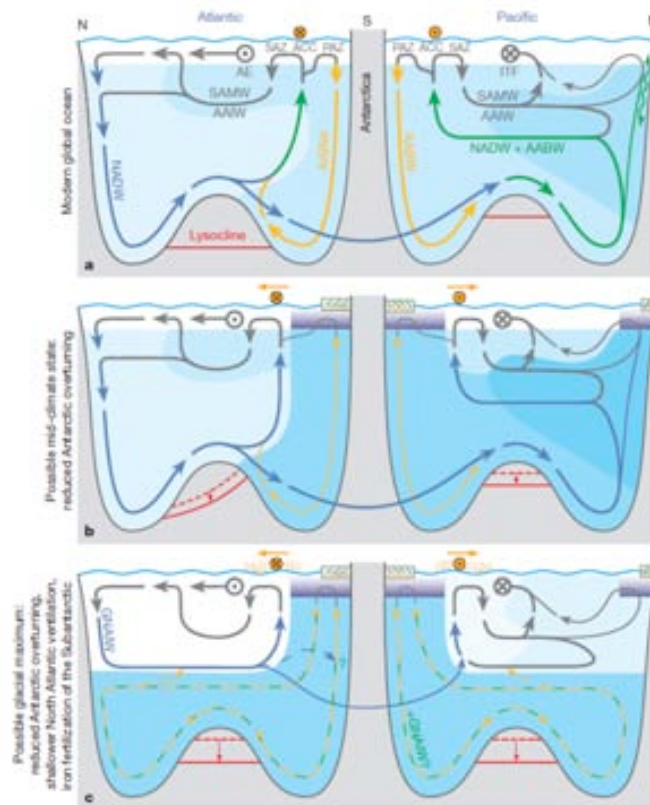 N
Atlantic
S
Pacific
SAZ ACC PAZ
PAZ ACC SAZ
AE
ITF
SAMW
AAIW
SAMW
AAIW
NADW
AABW
AABW
NADW + AABW
Antarctica
Lysocline
Modern global ocean
a
Possible mid-climate state:
reduced Antarctic overturning
b
GNAIW
?
Possible glacial maximum:
reduced Antarctic overturning,
shallower North Atlantic ventilation,
iron fertilization of the Subantarctic
c